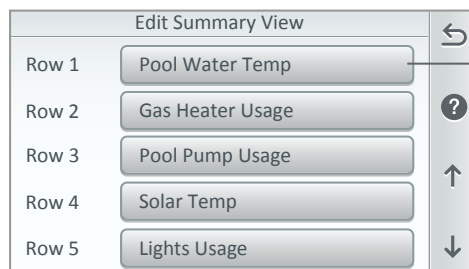 Edit Summary View
Row 1 Pool Water Temp
Row 2 Gas Heater Usage
Row 3 Pool Pump Usage
Row 4 Solar Temp
Row 5 Lights Usage
?